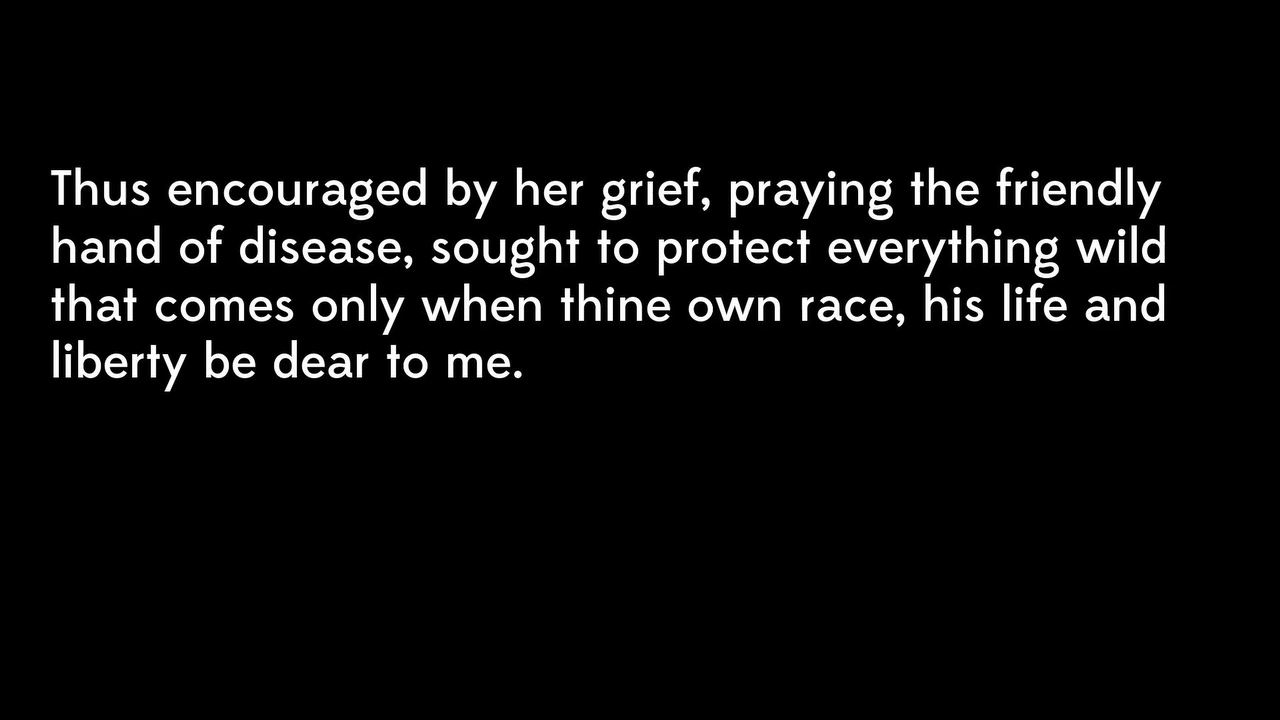 Thus encouraged by her grief, praying the friendly
hand of disease, sought to protect everything wild
that comes only when thine own race, his life and
liberty be dear to me.